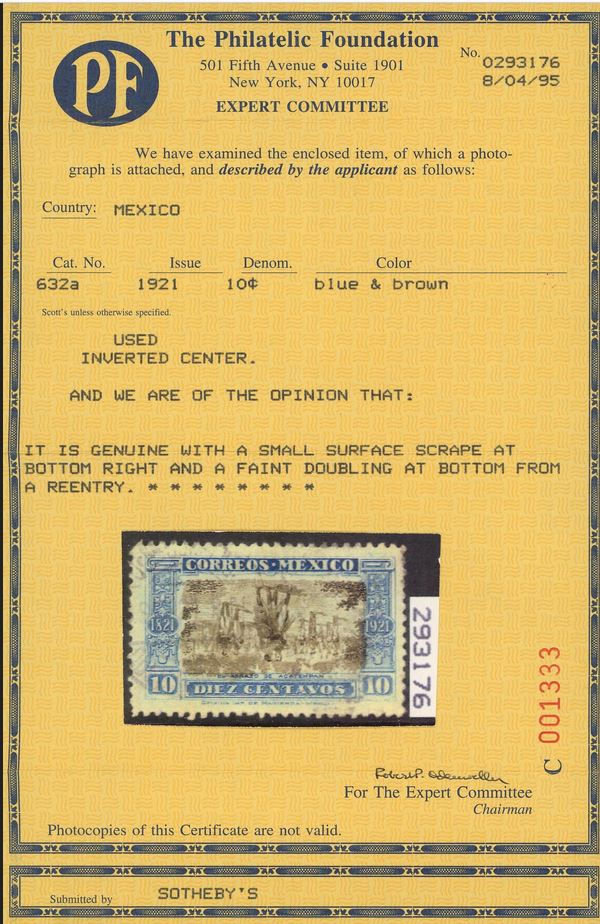 PF
The Philatelic Foundation
501 Fifth Avenue • Suite 1901
New York, NY 10017
EXPERT COMMITTEE
No. 0293176
8/04/95
We have examined the enclosed item, of which a photo-
graph is attached, and described by the applicant as follows:
Country: MEXICO
Cat. No. Issue Denom. Color
632a 1921 10¢ blue & brown
Scott's unless otherwise specified.
USED
INVERTED CENTER.
AND WE ARE OF THE OPINION THAT:
IT IS GENUINE WITH A SMALL SURFACE SCRAPE AT
BOTTOM RIGHT AND A FAINT DOUBLING AT BOTTOM FROM
A REENTRY. * * * * * * * *
CORREOS·MEXICO
1821 1921
EL ABRAZO DE ACATEMPAN
10 DIEZ CENTAVOS 10
293176
C 001333
For The Expert Committee
Chairman
Photocopies of this Certificate are not valid.
Submitted by SOTHEBY'S